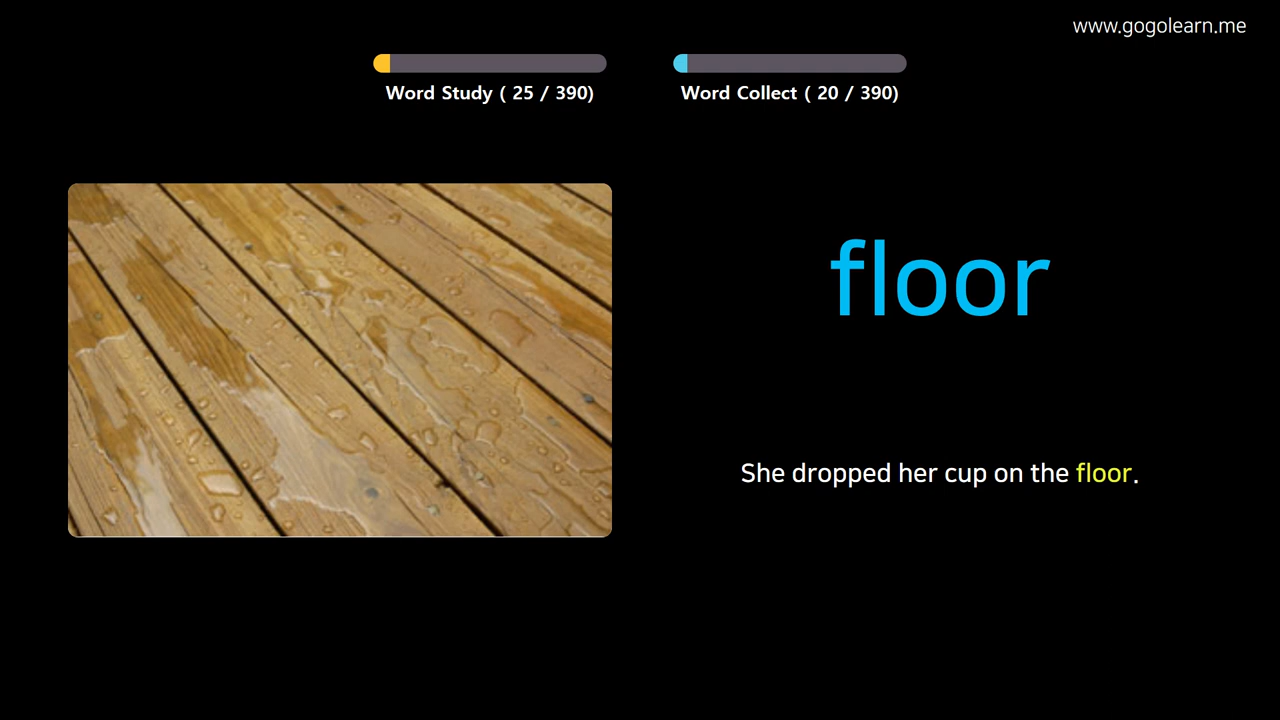 www.gogolearn.me
Word Study ( 25 / 390)
Word Collect ( 20 / 390)
floor
She dropped her cup on the floor.